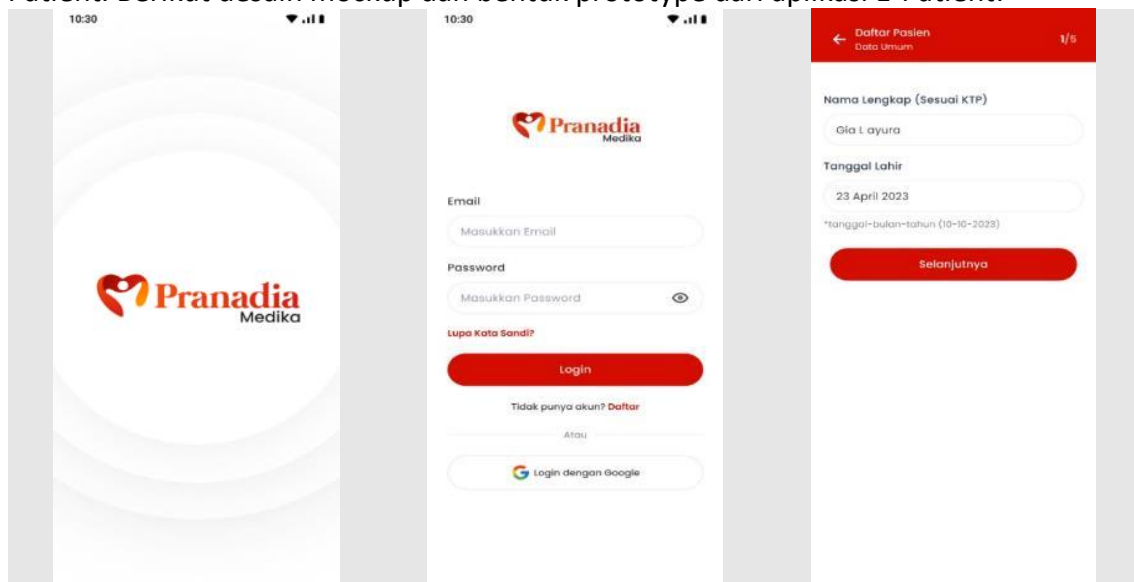 Patient. Berikut desain mockup dan bentuk prototype dari aplikasi E-Patient:
10:30
Pranadia
Medika
10:30
Pranadia
Medika
Email
Masukkan Email
Password
Masukkan Password
Lupa Kata Sandi?
Login
Tidak punya akun? Daftar
Atau
Login dengan Google
Daftar Pasien
Data Umum
1/5
Nama Lengkap (Sesuai KTP)
Gia Layura
Tanggal Lahir
23 April 2023
*tanggal-bulan-tahun (10-10-2023)
Selanjutnya